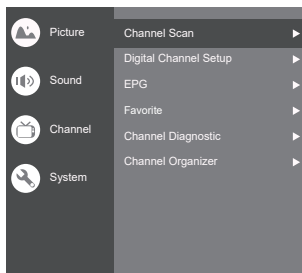 Picture
Sound
Channel
System
Channel Scan
Digital Channel Setup
EPG
Favorite
Channel Diagnostic
Channel Organizer